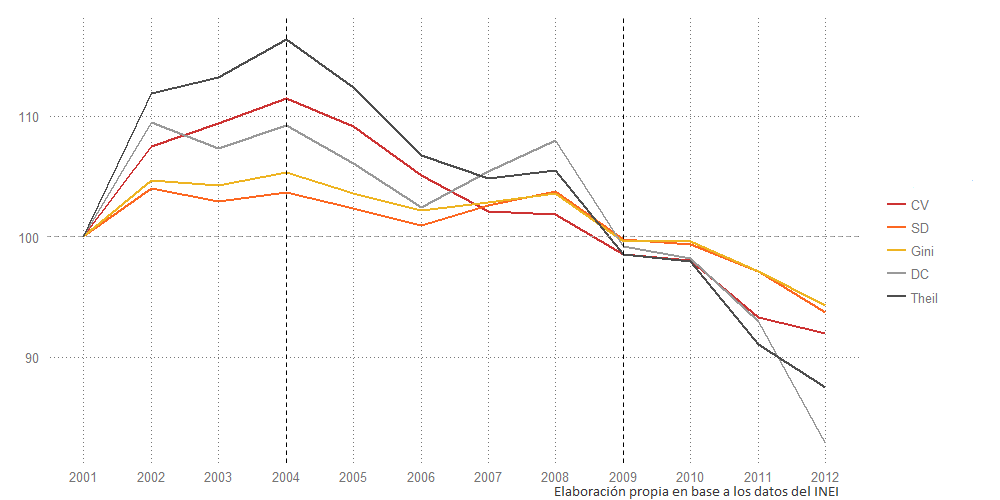 110
100
90
2001 2002 2003 2004 2005 2006 2007 2008 2009 2010 2011 2012
CV
SD
Gini
DC
Theil
Elaboración propia en base a los datos del INEI